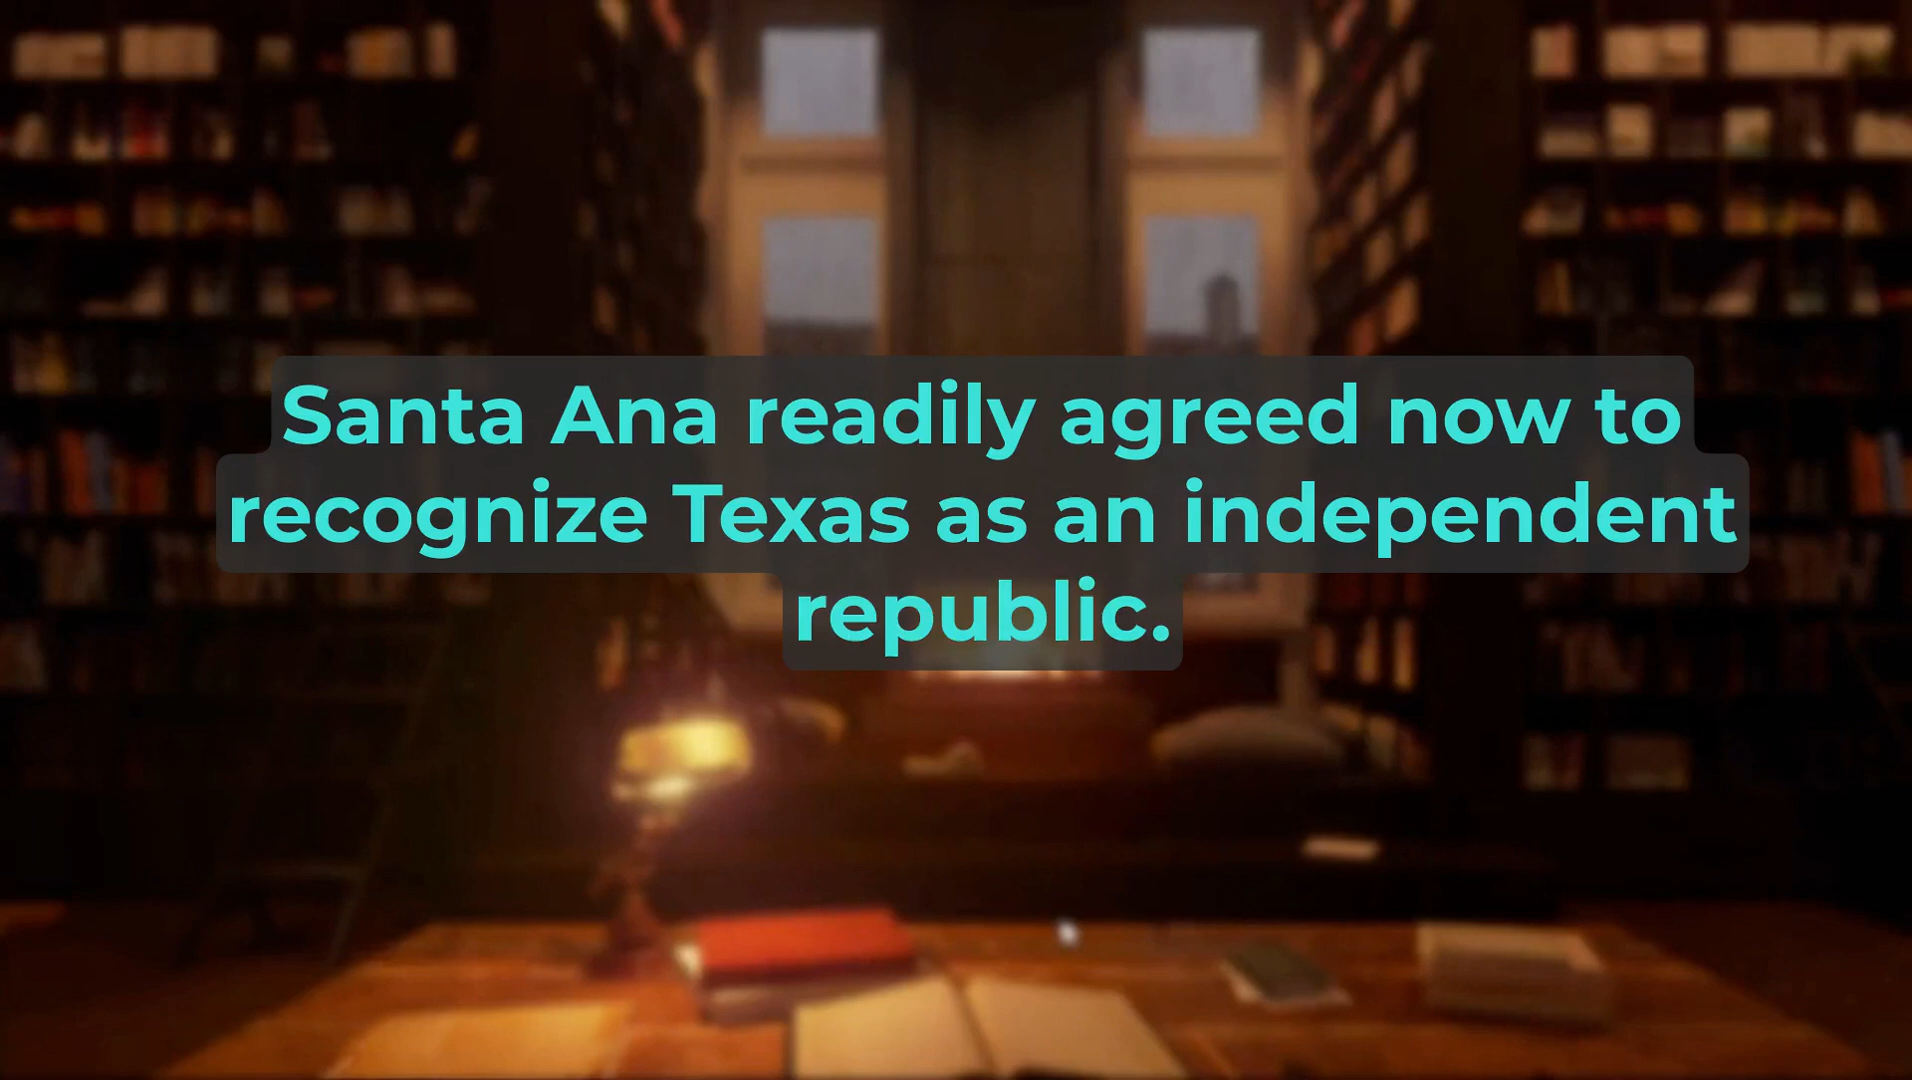 Santa Ana readily agreed now to
recognize Texas as an independent
republic.